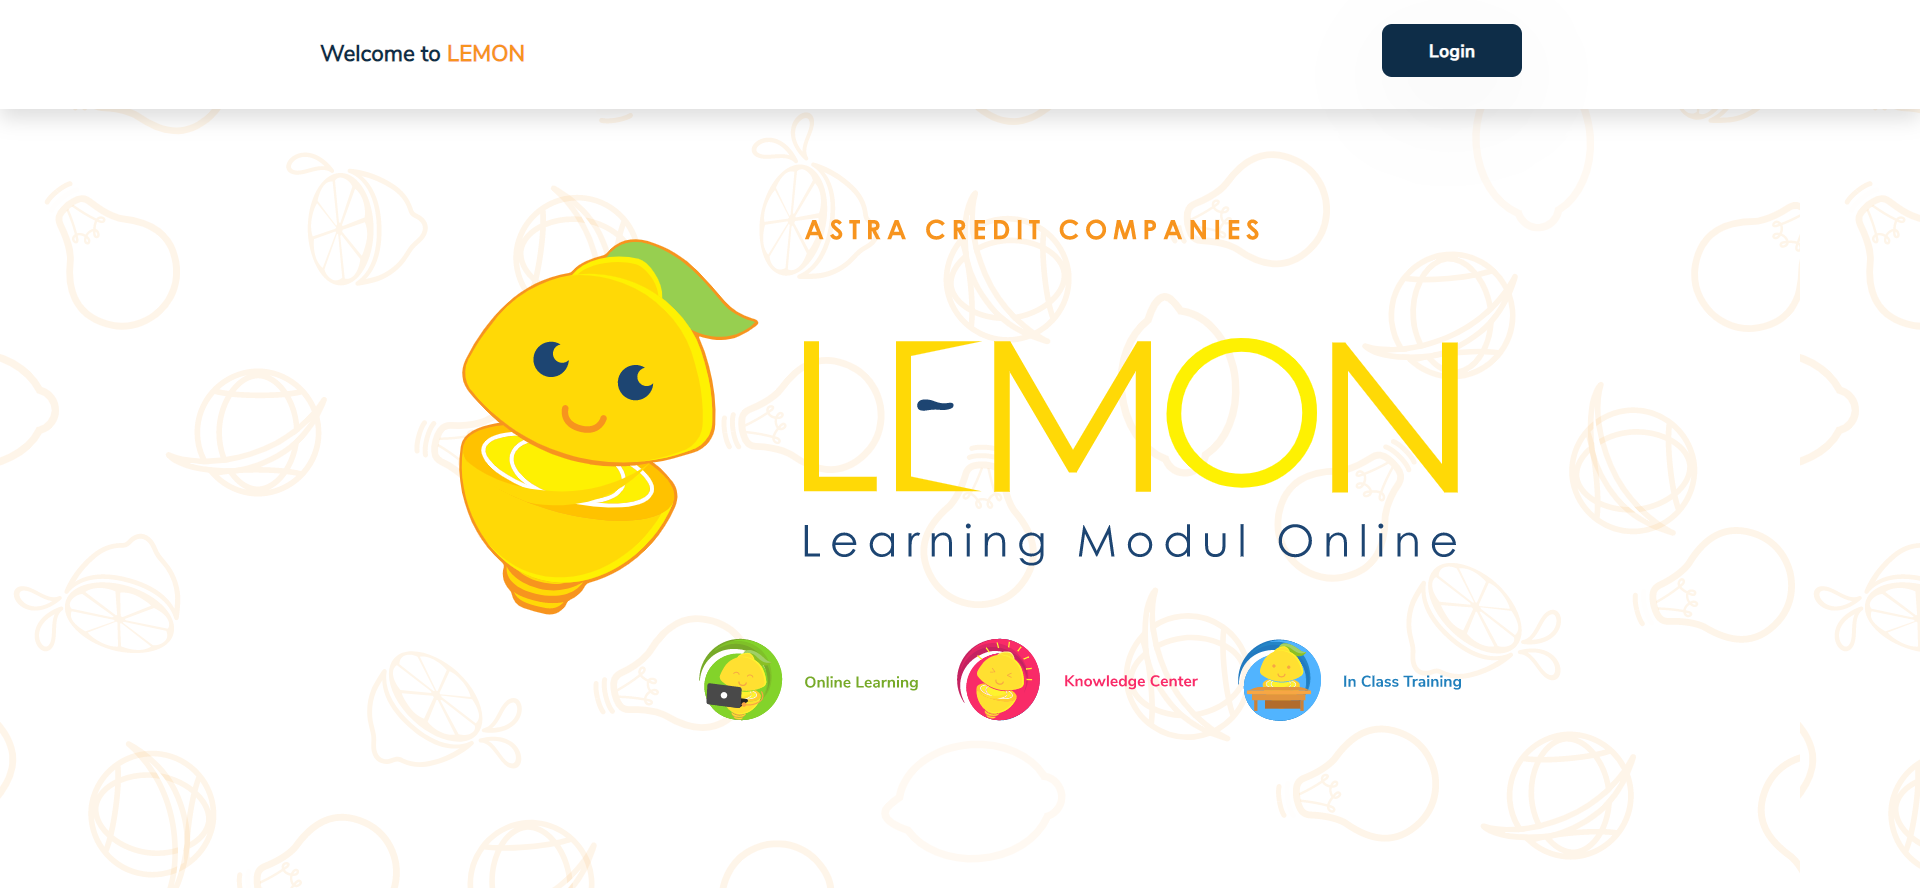 Welcome to LEMON
Login
ASTRA CREDIT COMPANIES
LEMON
Learning Modul Online
Online Learning
Knowledge Center
In Class Training